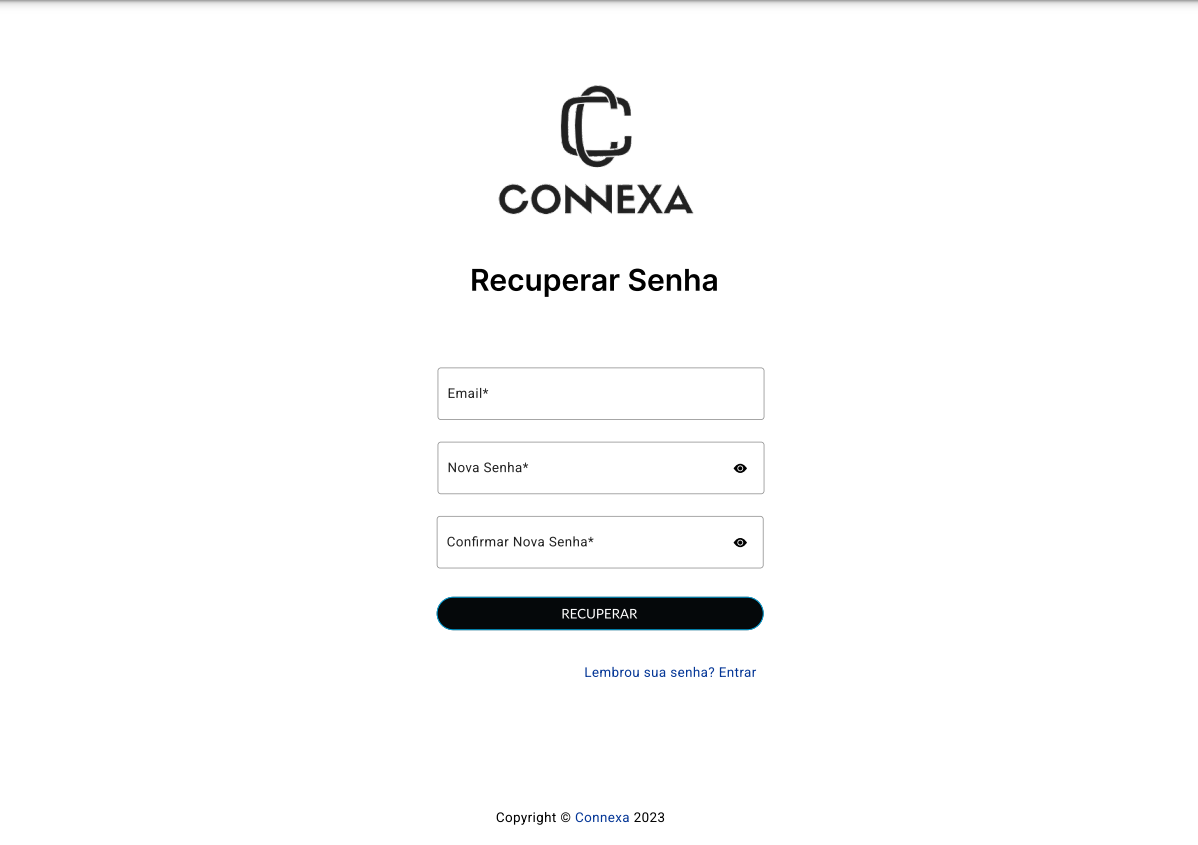 CONNEXA
Recuperar Senha
Email*
Nova Senha*
Confirmar Nova Senha*
RECUPERAR
Lembrou sua senha? Entrar
Copyright © Connexa 2023